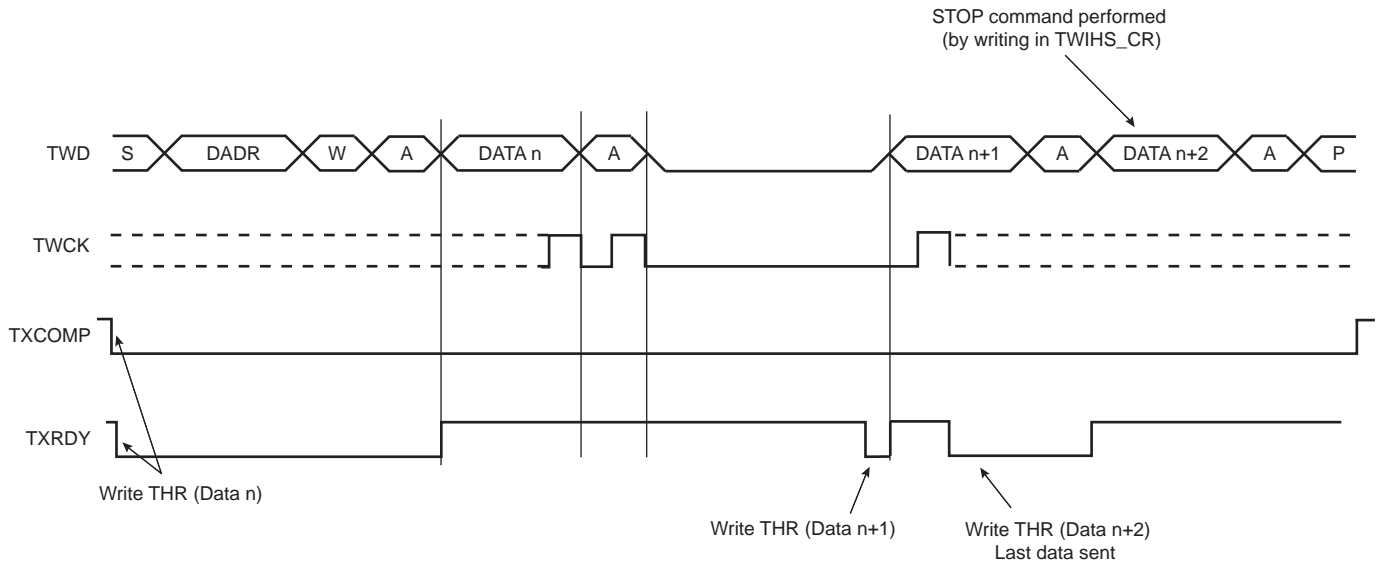 STOP command performed
(by writing in TWIHS_CR)
TWD S DADR W A DATA n A DATA n+1 A DATA n+2 A P
TWCK
TXCOMP
TXRDY
Write THR (Data n)
Write THR (Data n+1)
Write THR (Data n+2)
Last data sent